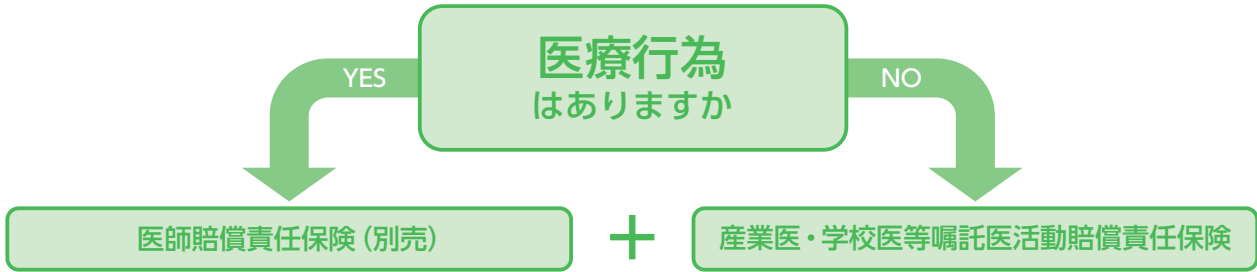 医療行為
はありますか
YES
NO
医師賠償責任保険（別売）
+
産業医・学校医等嘱託医活動賠償責任保険